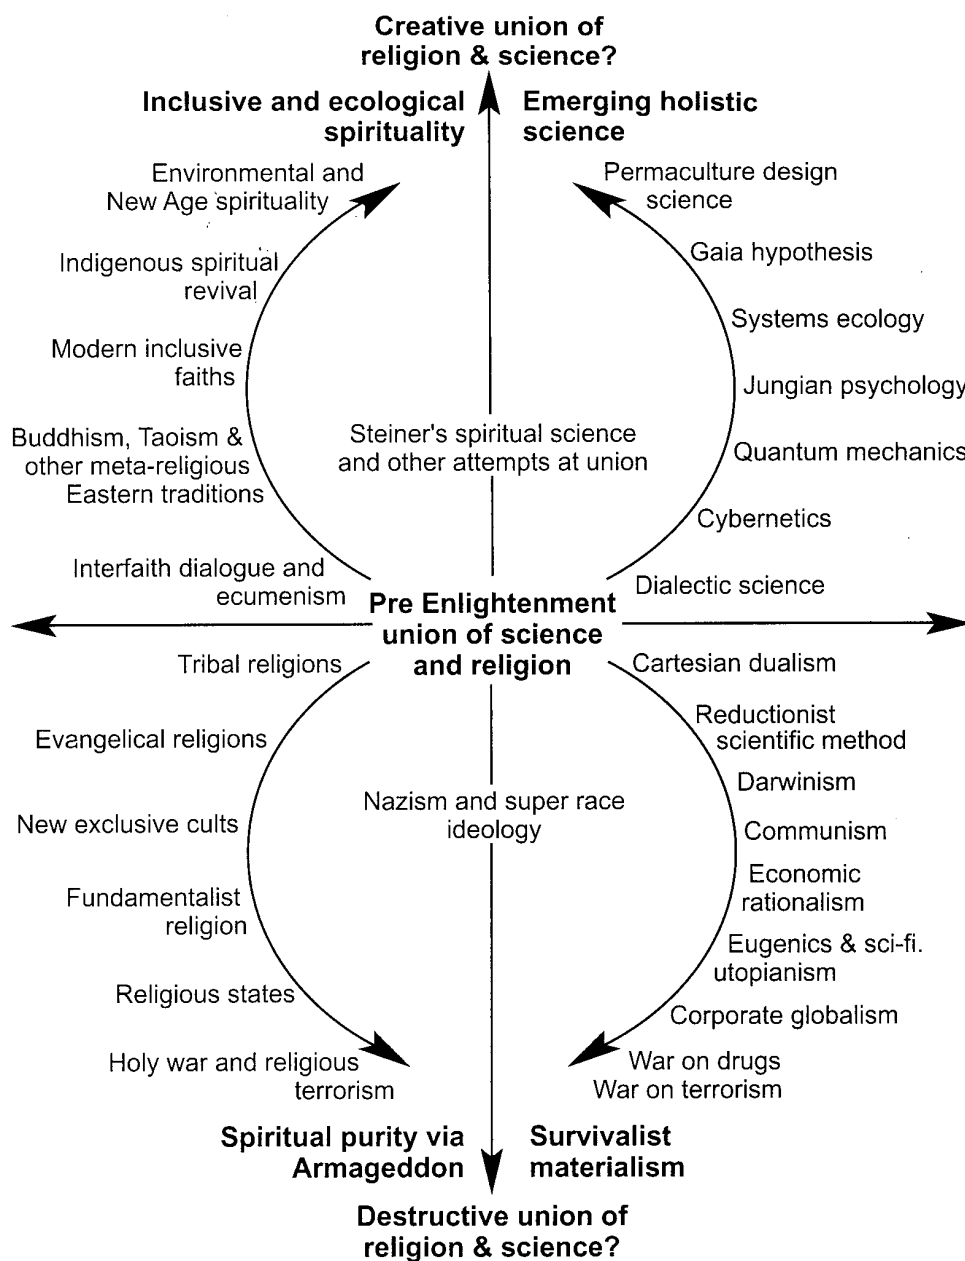 Creative union of
religion & science?
Inclusive and ecological
spirituality
Emerging holistic
science
Environmental and
New Age spirituality
Indigenous spiritual
revival
Modern inclusive
faiths
Buddhism, Taoism &
other meta-religious
Eastern traditions
Interfaith dialogue and
ecumenism
Permaculture design
science
Gaia hypothesis
Systems ecology
Jungian psychology
Quantum mechanics
Cybernetics
Dialectic science
Steiner's spiritual science
and other attempts at union
Pre Enlightenment
union of science
and religion
Tribal religions
Evangelical religions
New exclusive cults
Fundamentalist
religion
Religious states
Holy war and religious
terrorism
Nazism and super race
ideology
Cartesian dualism
Reductionist
scientific method
Darwinism
Communism
Economic
rationalism
Eugenics & sci-fi.
utopianism
Corporate globalism
War on drugs
War on terrorism
Spiritual purity via
Armageddon
Survivalist
materialism
Destructive union of
religion & science?